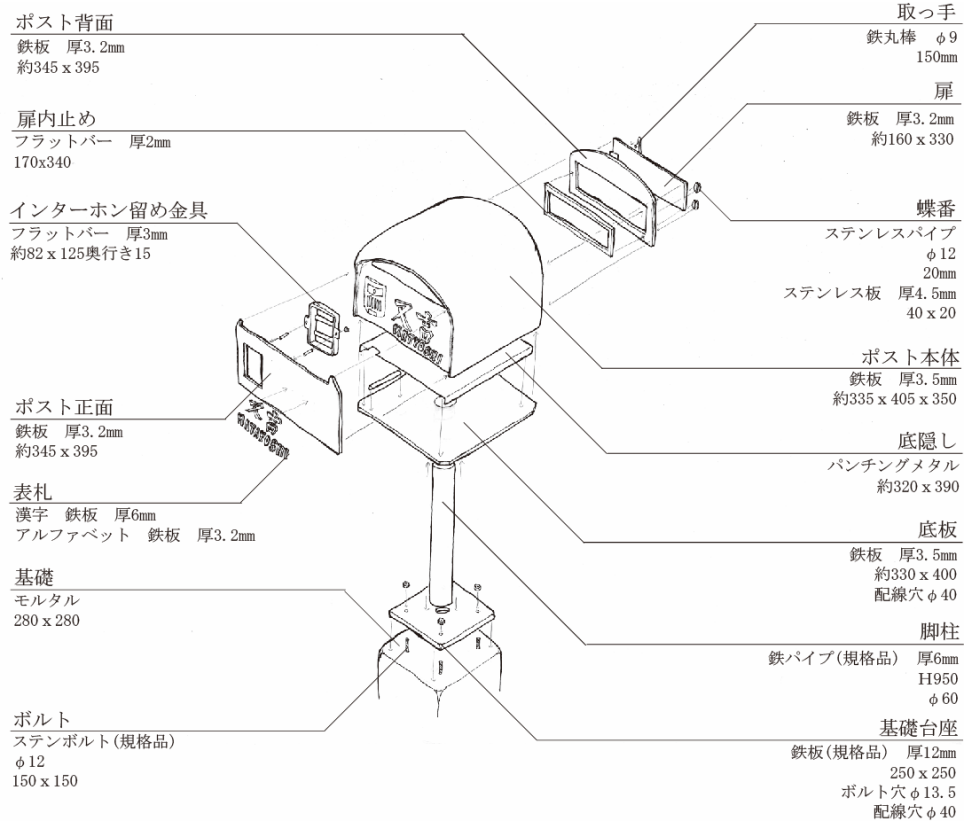 ポスト背面
鉄板　厚3.2mm
約345 x 395
扉内止め
フラットバー　厚2mm
170x340
インターホン留め金具
フラットバー　厚3mm
約82 x 125奥行き15
ポスト正面
鉄板　厚3.2mm
約345 x 395
表札
漢字　鉄板　厚6mm
アルファベット　鉄板　厚3.2mm
基礎
モルタル
280 x 280
ボルト
ステンボルト(規格品)
φ12
150 x 150
又吉
MATAYOSHI
又吉
MATAYOSHI
取っ手
鉄丸棒　φ9
150mm
扉
鉄板　厚3.2mm
約160 x 330
蝶番
ステンレスパイプ
φ12
20mm
ステンレス板　厚4.5mm
40 x 20
ポスト本体
鉄板　厚3.5mm
約335 x 405 x 350
底隠し
パンチングメタル
約320 x 390
底板
鉄板　厚3.5mm
約330 x 400
配線穴φ40
脚柱
鉄パイプ(規格品)　厚6mm
H950
φ60
基礎台座
鉄板(規格品)　厚12mm
250 x 250
ボルト穴φ13.5
配線穴φ40